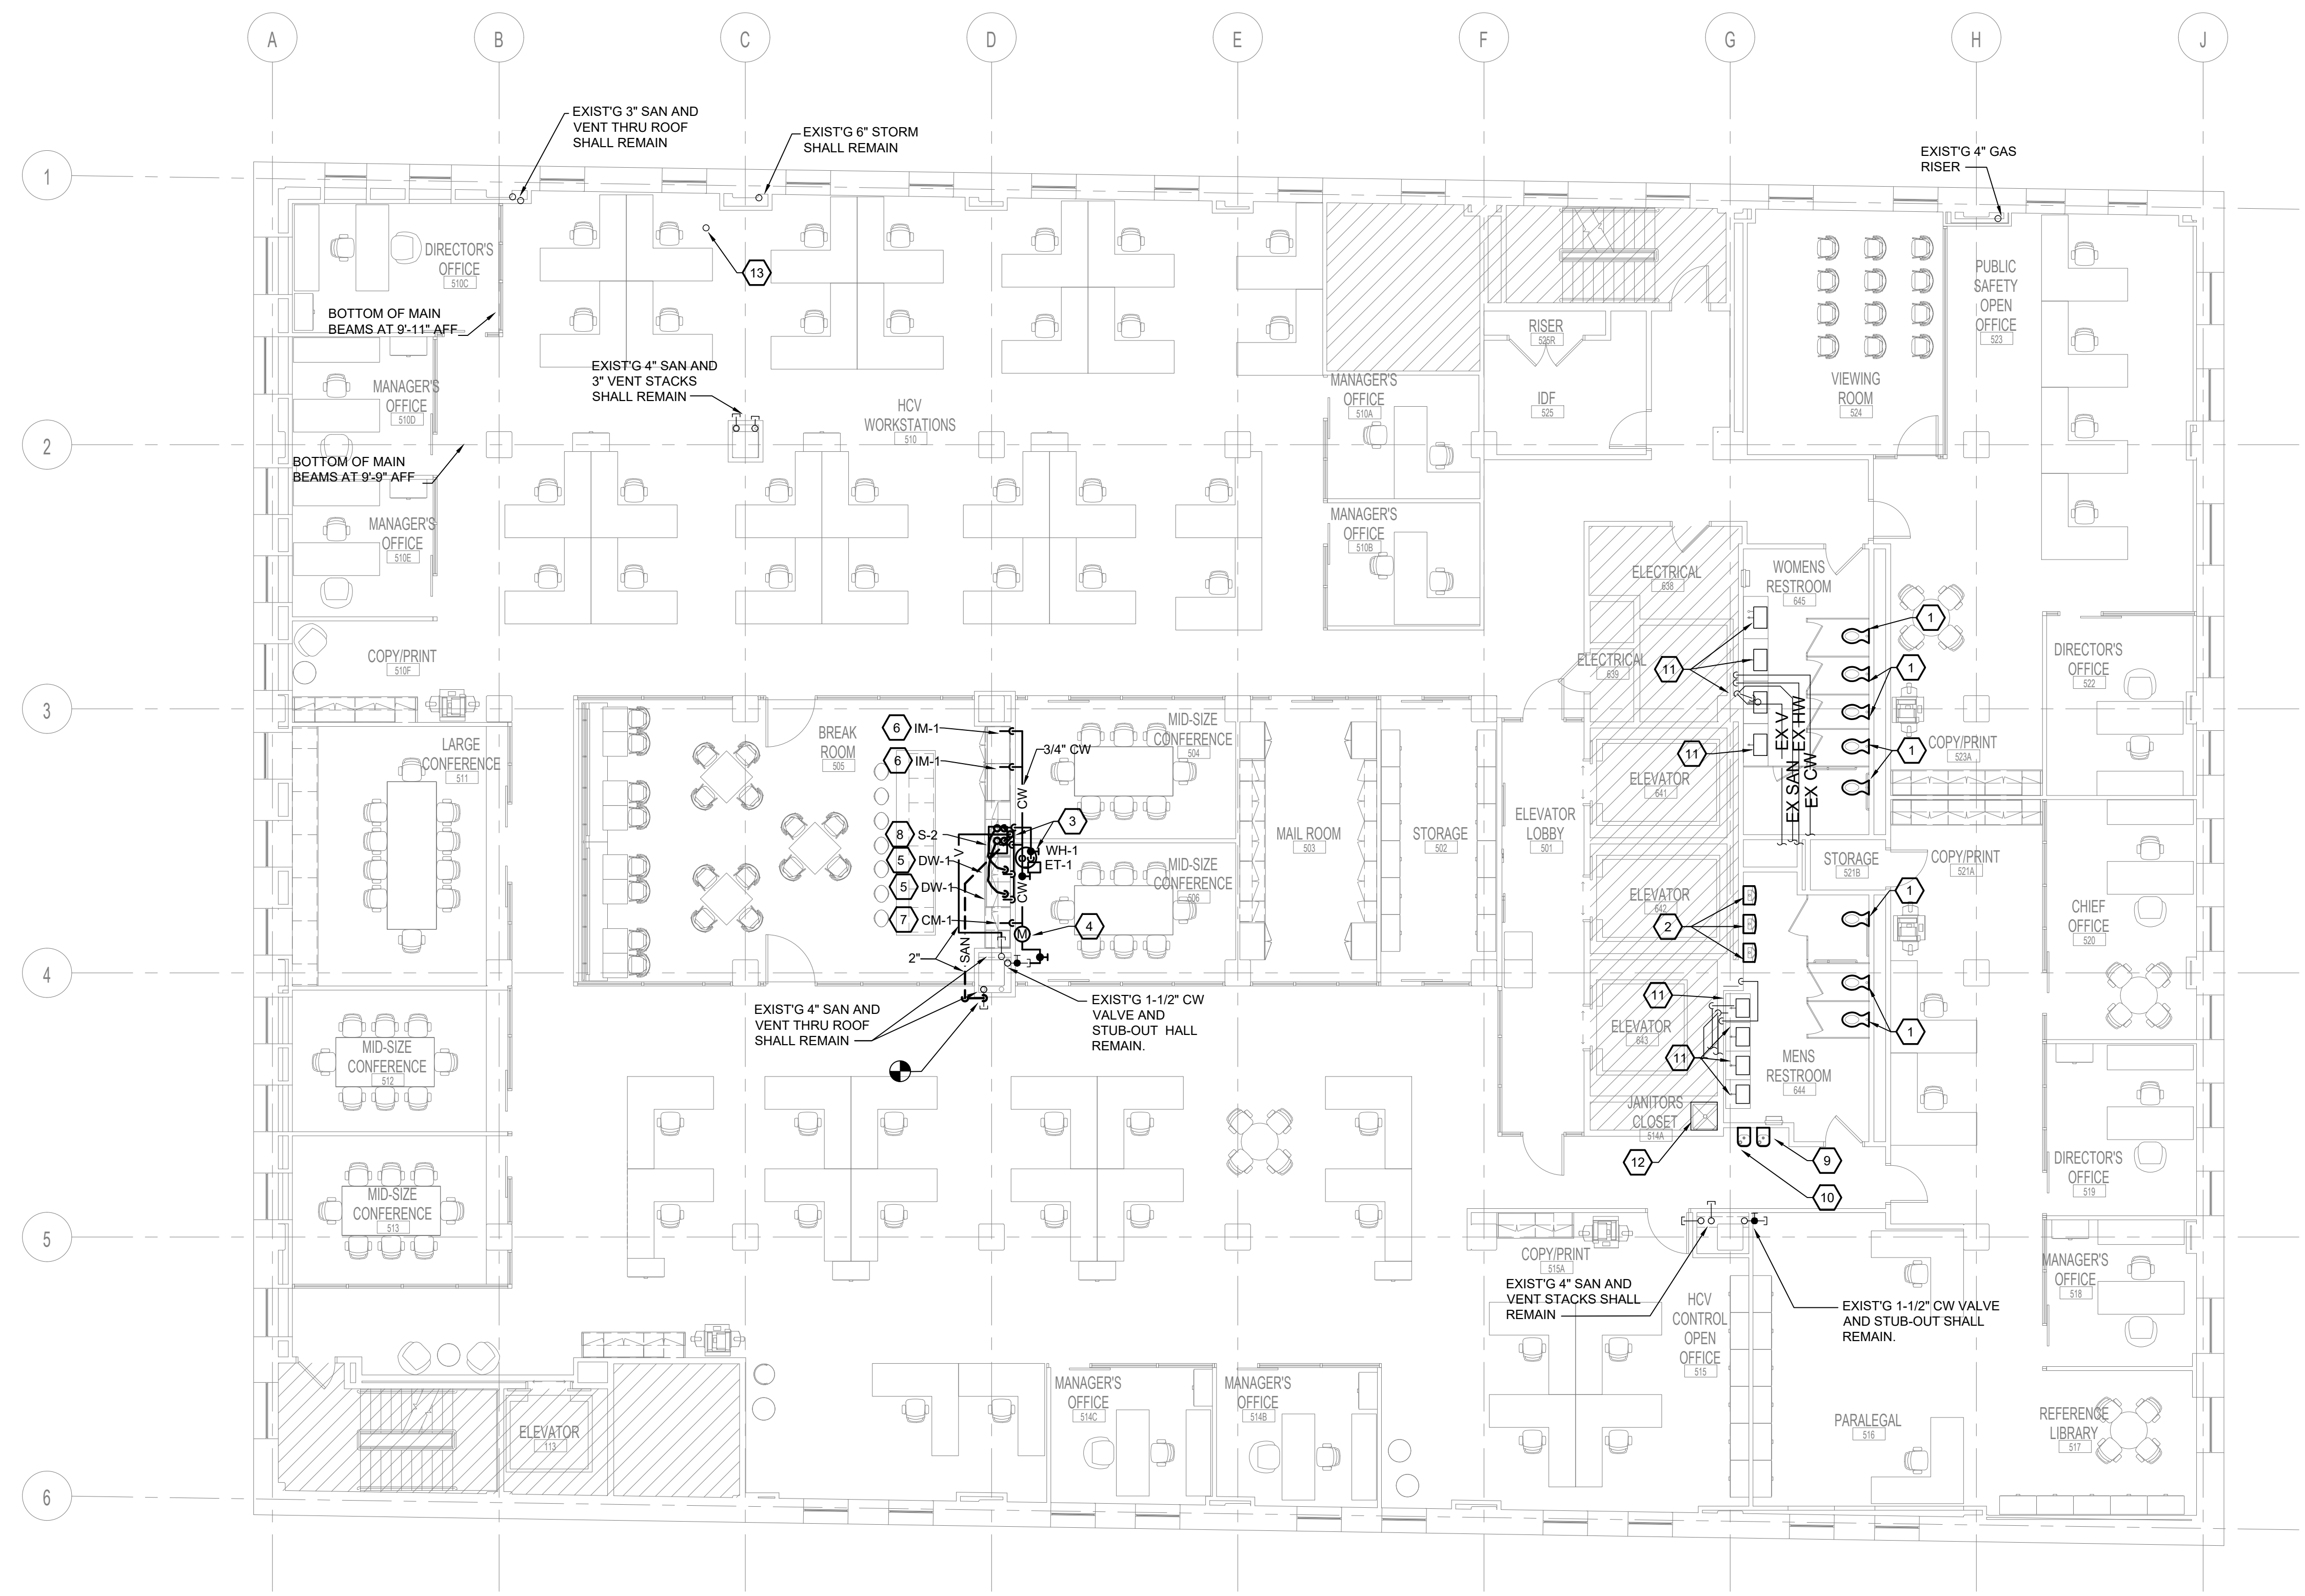 A
B
C
D
E
F
G
H
J
1
2
3
4
5
6
EXIST'G 3" SAN AND
VENT THRU ROOF
SHALL REMAIN
EXIST'G 6" STORM
SHALL REMAIN
EXIST'G 4" GAS
RISER
DIRECTOR'S
OFFICE
510C
13
BOTTOM OF MAIN
BEAMS AT 9'-11" AFF
PUBLIC
SAFETY
OPEN
OFFICE
523
RISER
525R
EXIST'G 4" SAN AND
3" VENT STACKS
SHALL REMAIN
MANAGER'S
OFFICE
510D
HCV
WORKSTATIONS
510
MANAGER'S
OFFICE
510A
IDF
525
VIEWING
ROOM
524
BOTTOM OF MAIN
BEAMS AT 9'-9" AFF
MANAGER'S
OFFICE
510E
MANAGER'S
OFFICE
510B
ELECTRICAL
638
WOMENS
RESTROOM
645
1
COPY/PRINT
510F
ELECTRICAL
639
11
1
DIRECTOR'S
OFFICE
522
LARGE
CONFERENCE
511
BREAK
ROOM
505
6
IM-1
6
IM-1
3/4" CW
CW
MID-SIZE
CONFERENCE
504
11
EX V
EX SAN
EX HW
EX CW
1
COPY/PRINT
523A
ELEVATOR
641
8
S-2
3
V
5
DW-1
WH-1
ET-1
5
DW-1
CW
7
CM-1
MID-SIZE
CONFERENCE
506
MAIL ROOM
503
STORAGE
502
ELEVATOR
LOBBY
501
STORAGE
521B
COPY/PRINT
521A
ELEVATOR
642
2
1
CHIEF
OFFICE
520
M
4
SAN
2"
EXIST'G 4" SAN AND
VENT THRU ROOF
SHALL REMAIN
EXIST'G 1-1/2" CW
VALVE AND
STUB-OUT HALL
REMAIN.
11
ELEVATOR
643
11
1
MENS
RESTROOM
644
MID-SIZE
CONFERENCE
512
JANITORS
CLOSET
514A
12
9
10
DIRECTOR'S
OFFICE
519
MID-SIZE
CONFERENCE
513
COPY/PRINT
515A
EXIST'G 4" SAN AND
VENT STACKS SHALL
REMAIN
HCV
CONTROL
OPEN
OFFICE
515
EXIST'G 1-1/2" CW VALVE
AND STUB-OUT SHALL
REMAIN.
MANAGER'S
OFFICE
518
ELEVATOR
113
MANAGER'S
OFFICE
514C
MANAGER'S
OFFICE
514B
PARALEGAL
516
REFERENCE
LIBRARY
517